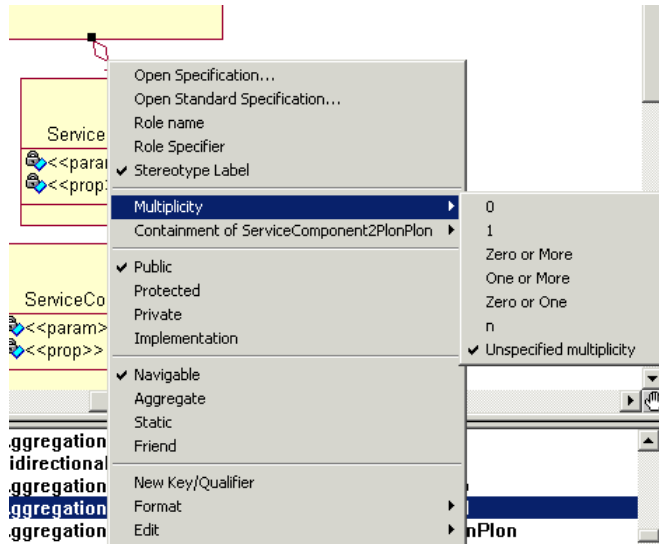 Open Specification...
Open Standard Specification...
Role name
Role Specifier
Stereotype Label
Multiplicity
Containment of ServiceComponent2PlonPlon
Public
Protected
Private
Implementation
Navigable
Aggregate
Static
Friend
New Key/Qualifier
Format
Edit
0
1
Zero or More
One or More
Zero or One
n
Unspecified multiplicity
Service
<<para
<<prop
ServiceCo
<<param>
<<prop>>
.ggregation
idirectional
.ggregation
.ggregation
.ggregation
nPlon